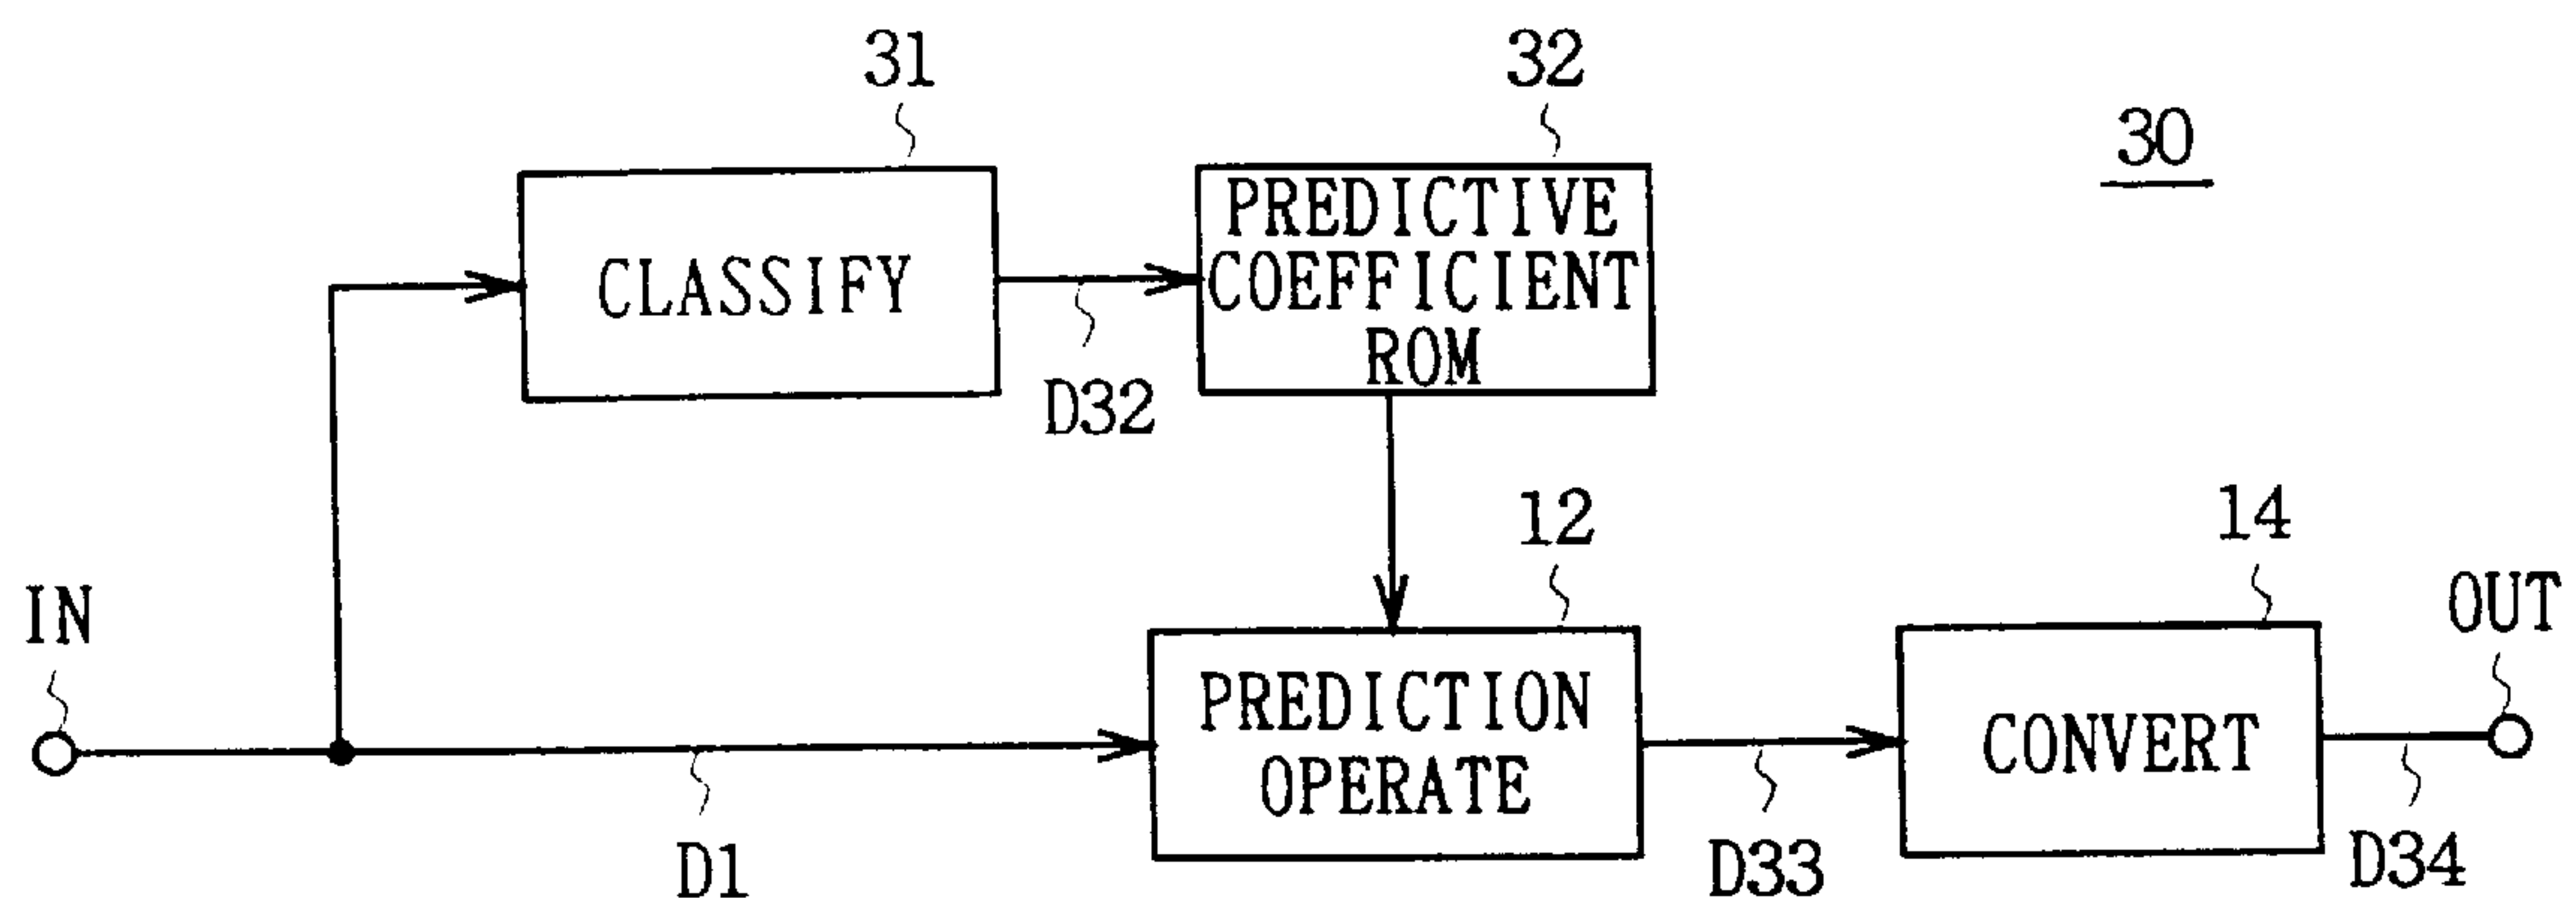 31
32
30
PREDICTIVE
COEFFICIENT
ROM
CLASSIFY
D32
12
14
IN
OUT
PREDICTION
OPERATE
CONVERT
D1
D33
D34